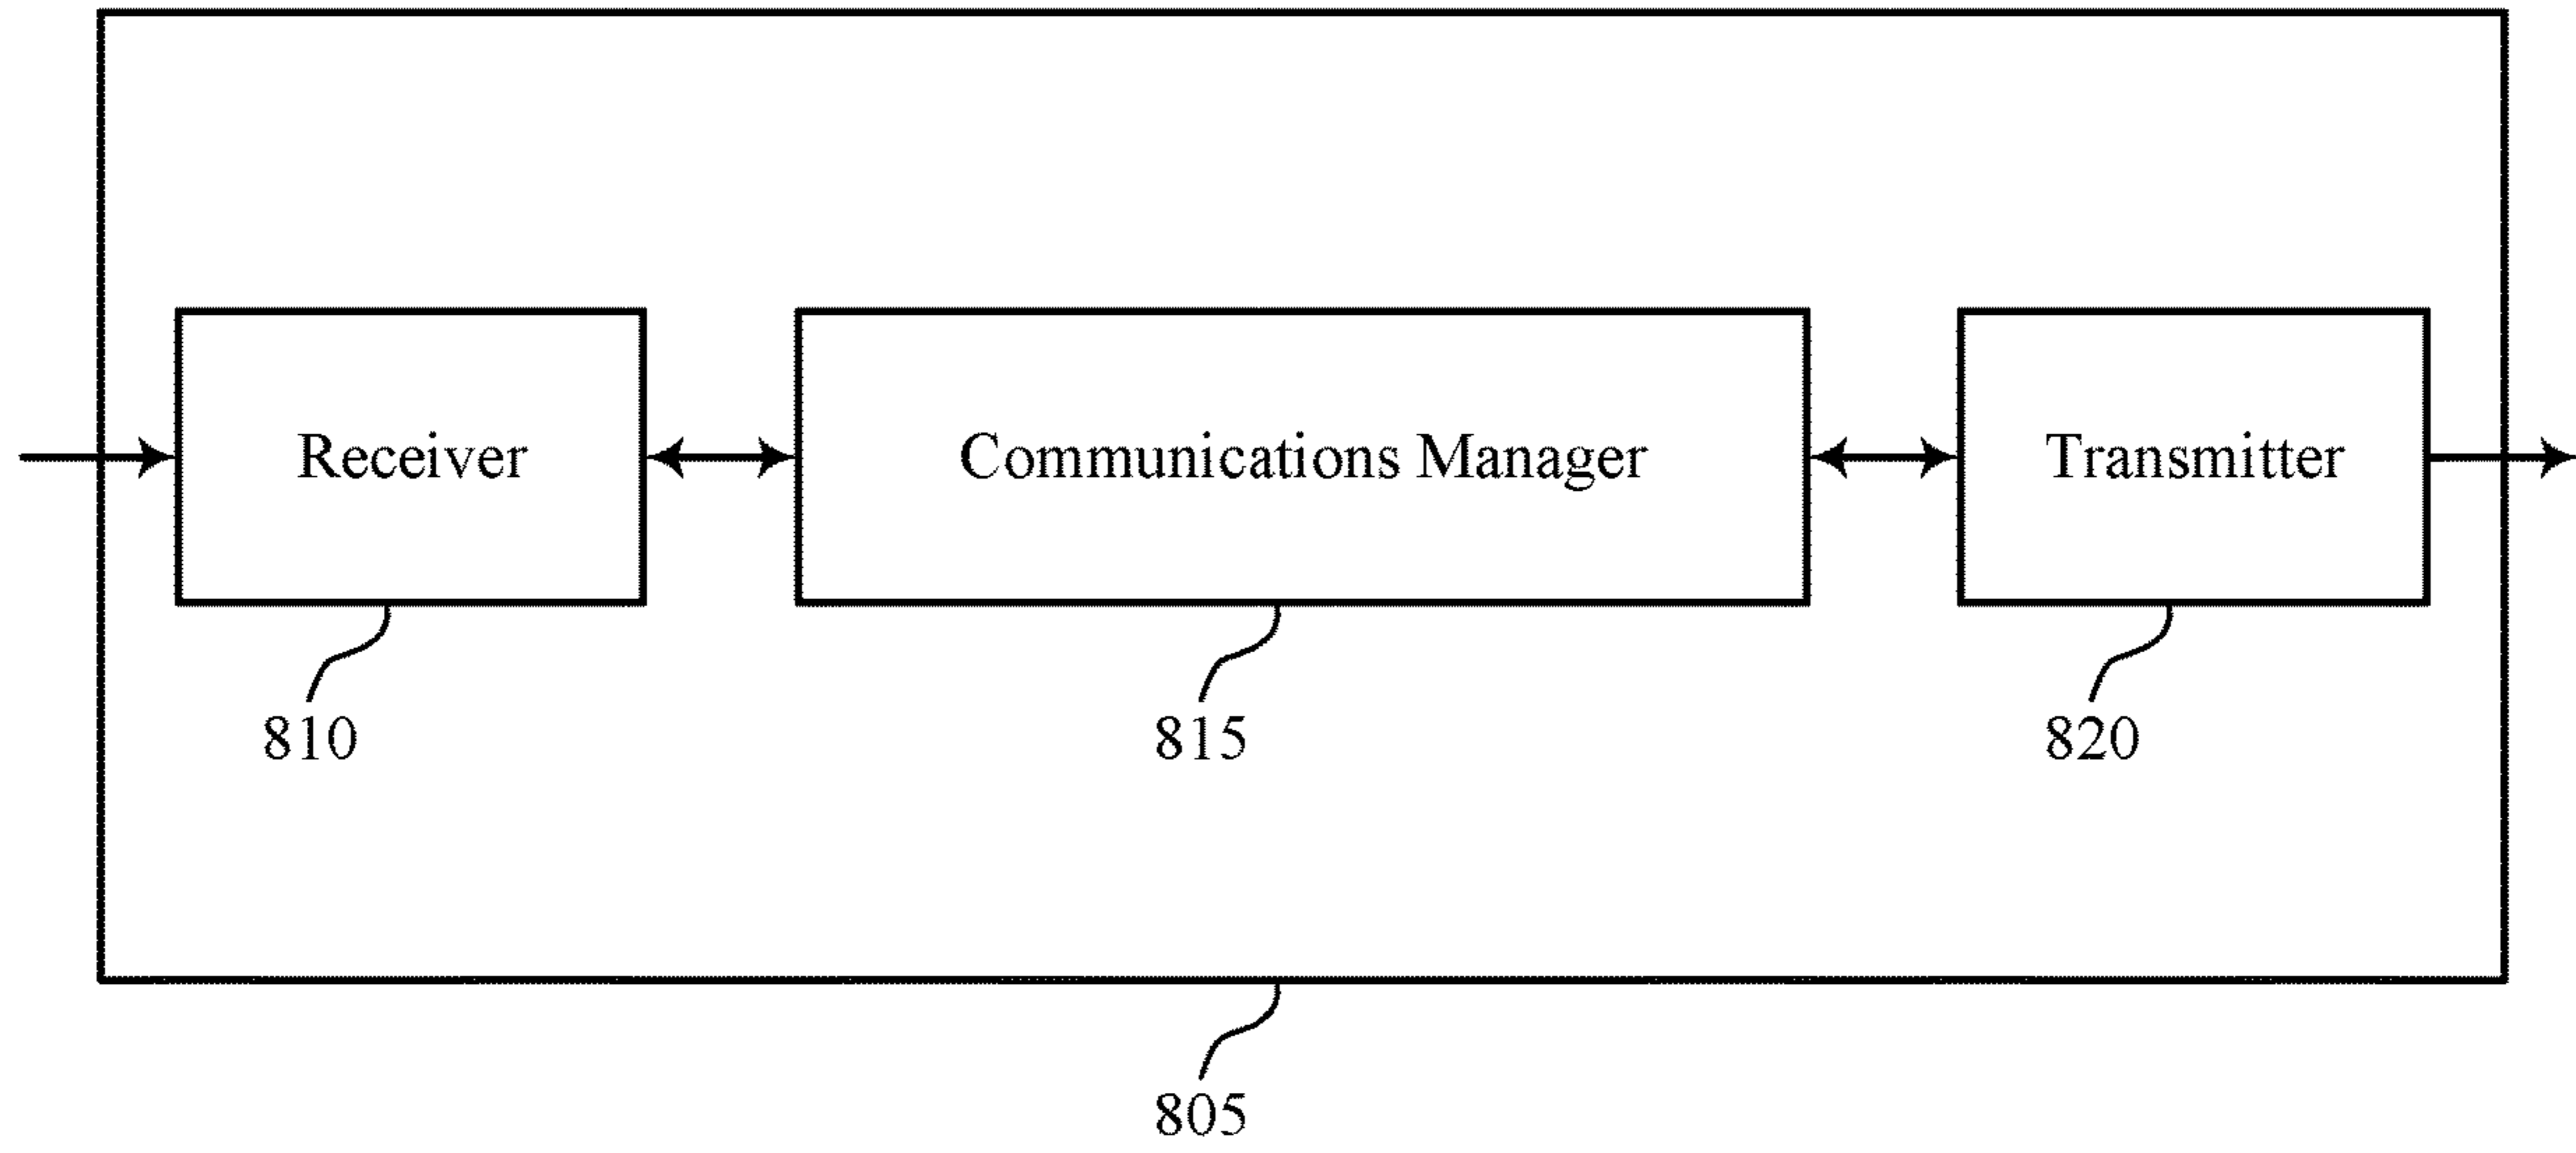 Receiver
Communications Manager
Transmitter
810
815
820
805